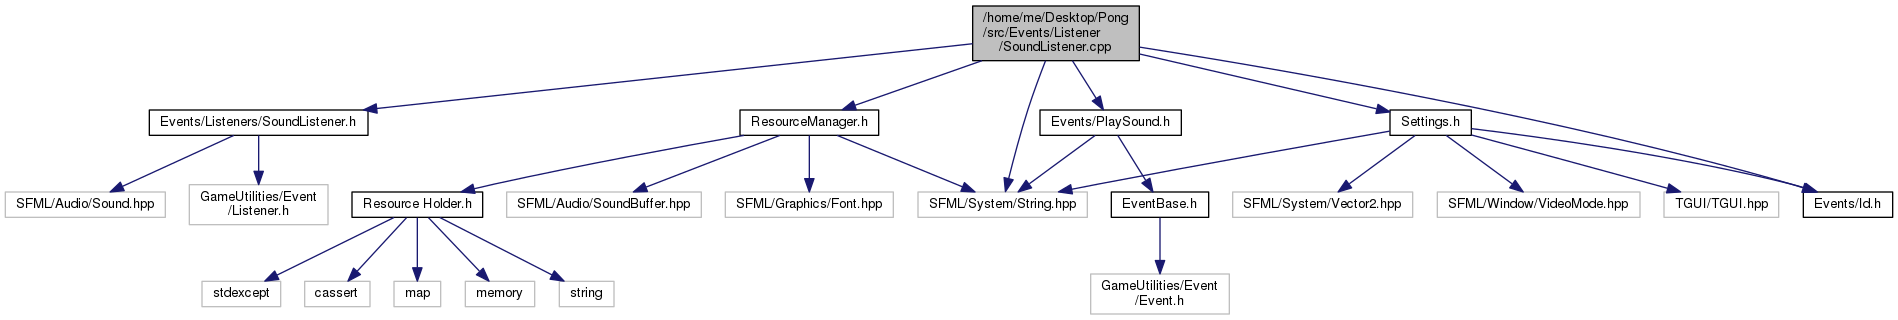 /home/me/Desktop/Pong
/src/Events/Listener
/SoundListener.cpp
Events/Listeners/SoundListener.h
ResourceManager.h
Events/PlaySound.h
Settings.h
SFML/Audio/Sound.hpp
GameUtilities/Event
/Listener.h
Resource Holder.h
SFML/Audio/SoundBuffer.hpp
SFML/Graphics/Font.hpp
SFML/System/String.hpp
EventBase.h
SFML/System/Vector2.hpp
SFML/Window/VideoMode.hpp
TGUI/TGUI.hpp
Events/Id.h
stdexcept
cassert
map
memory
string
GameUtilities/Event
/Event.h